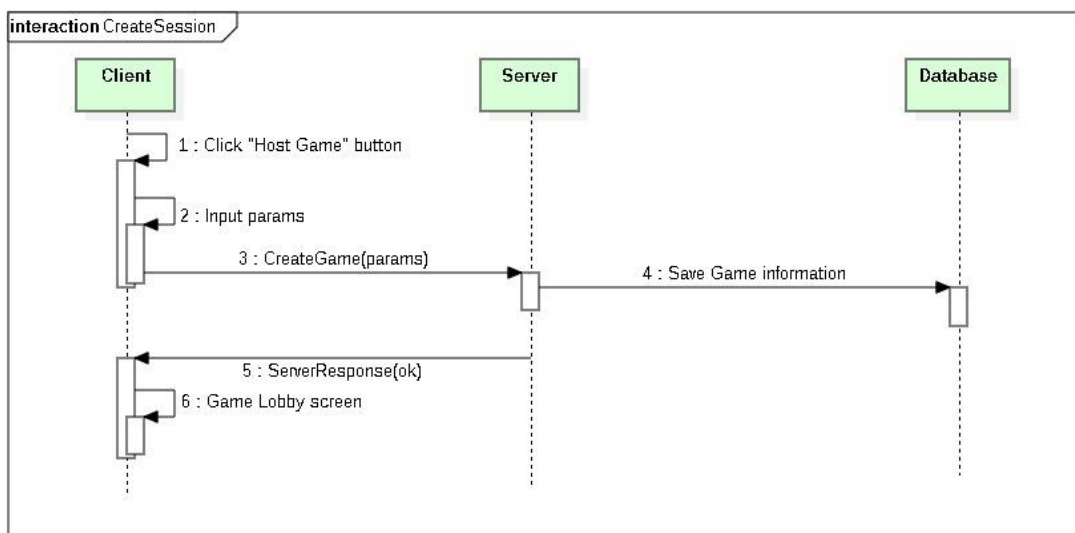 interaction CreateSession
Client
Server
Database
1 : Click "Host Game" button
2 : Input params
3 : CreateGame(params)
4 : Save Game information
5 : ServerResponse(ok)
6 : Game Lobby screen